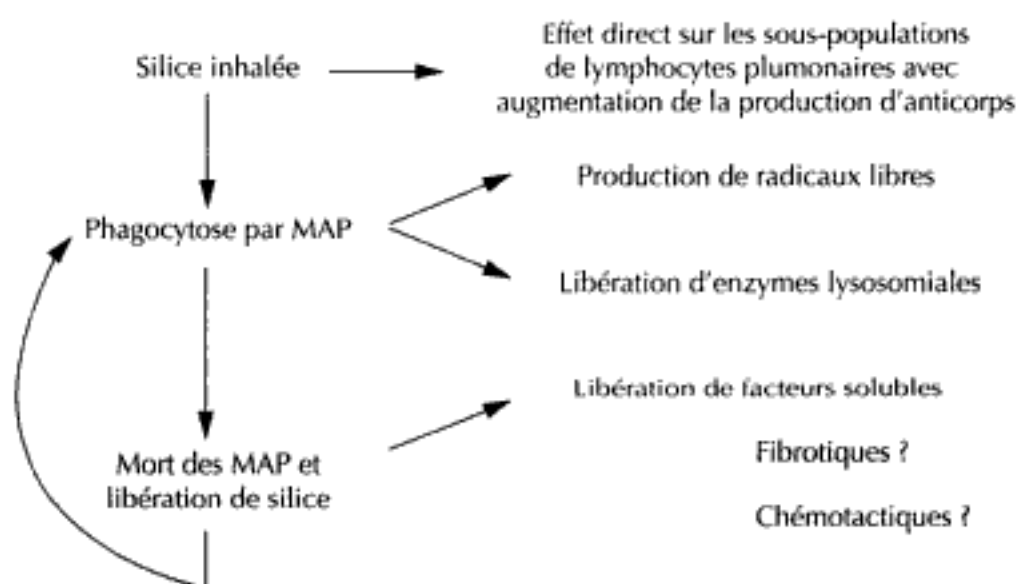 Silice inhalée
Effet direct sur les sous-populations
de lymphocytes plumonaires avec
augmentation de la production d'anticorps
Production de radicaux libres
Phagocytose par MAP
Libération d'enzymes lysosomiales
Libération de facteurs solubles
Mort des MAP et
libération de silice
Fibrotiques ?
Chémotactiques ?